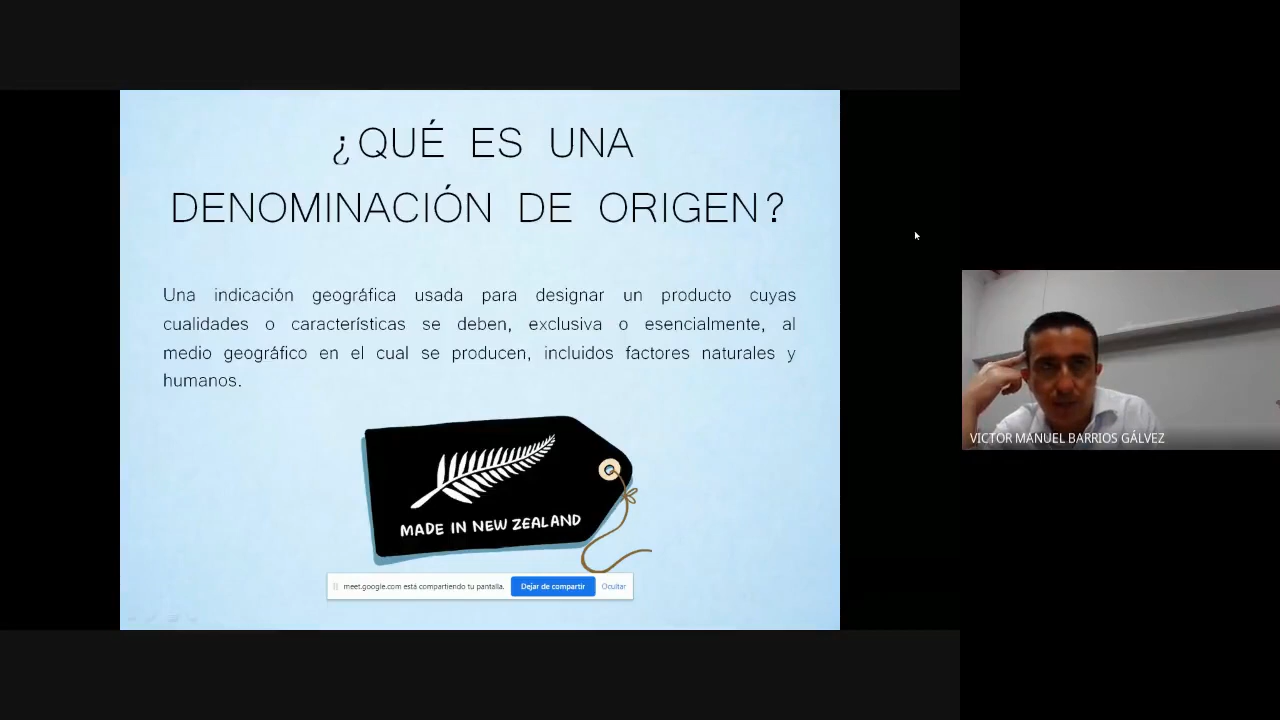 ¿QUÉ ES UNA
DENOMINACIÓN DE ORIGEN?
Una indicación geográfica usada para designar un producto cuyas
cualidades o características se deben, exclusiva o esencialmente, al
medio geográfico en el cual se producen, incluidos factores naturales y
humanos.
MADE IN NEW ZEALAND
meet.google.com está compartiendo tu pantalla.
Dejar de compartir
Ocultar
VICTOR MANUEL BARRIOS GÁLVEZ